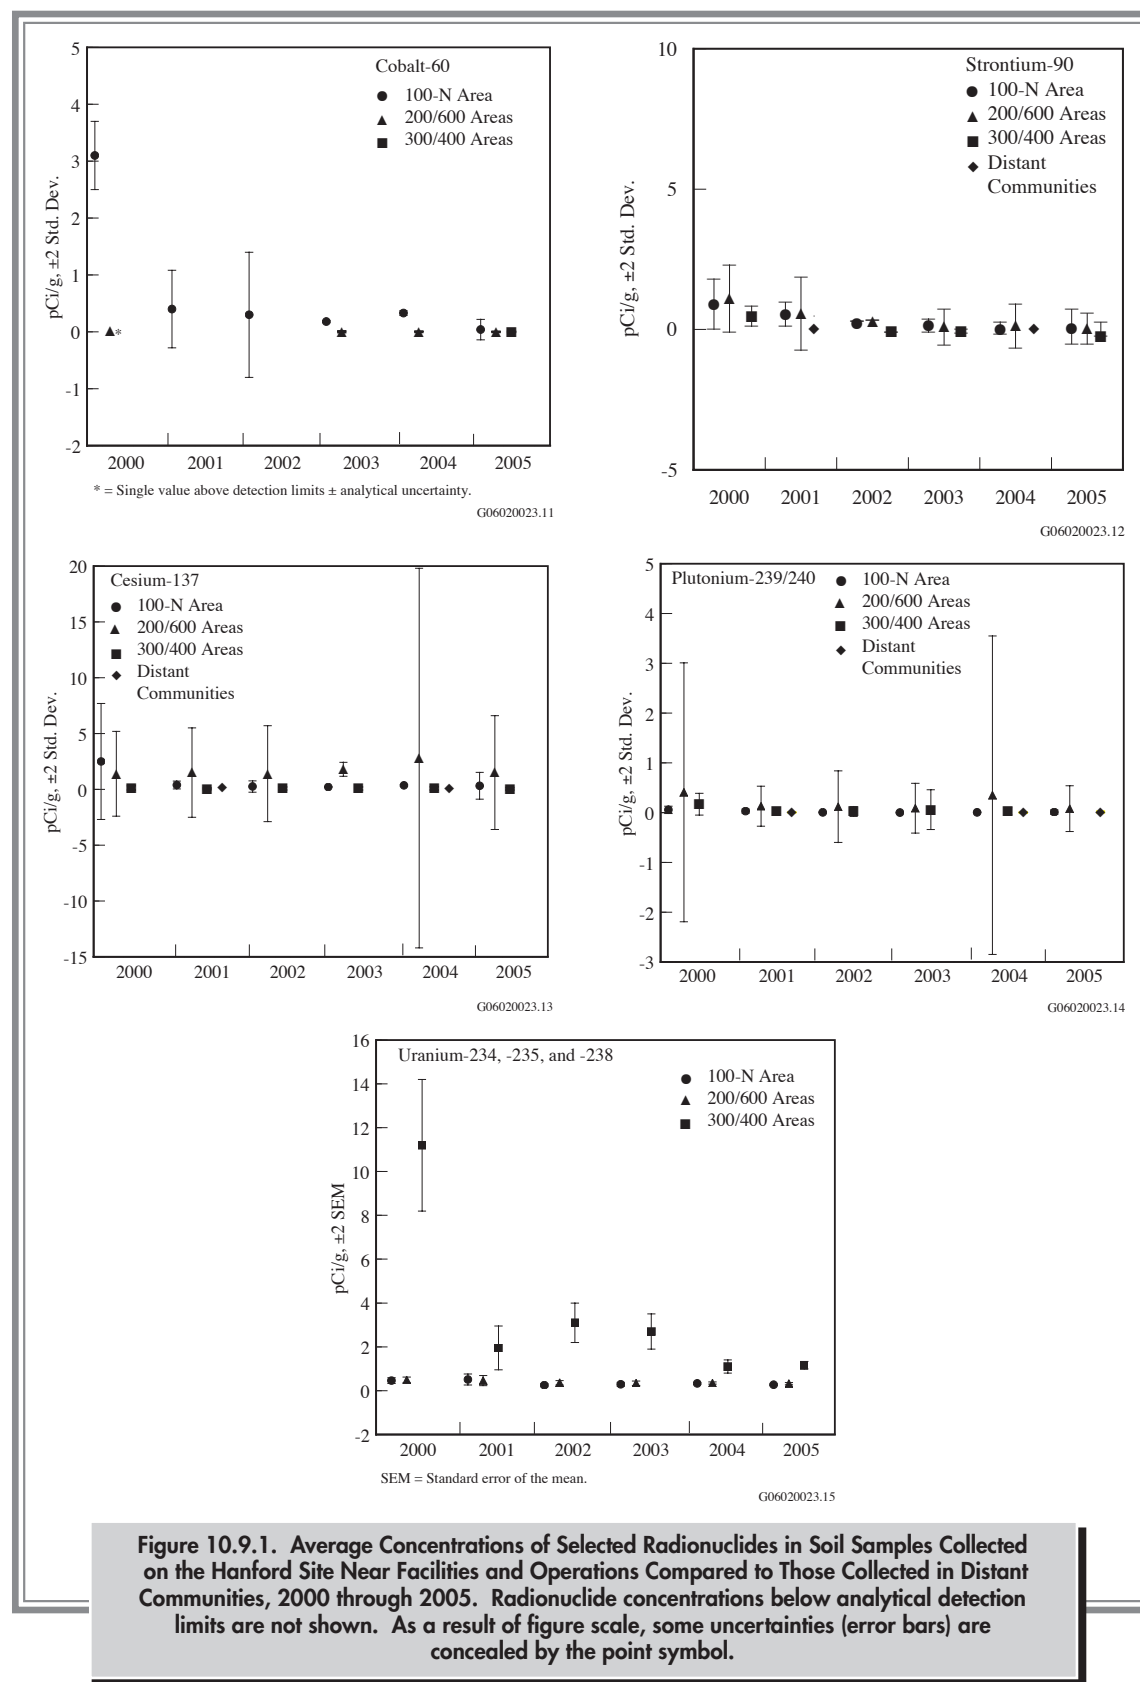 5
4
3
2
1
0
-1
-2
pCi/g, ±2 Std. Dev.
Cobalt-60
100-N Area
200/600 Areas
300/400 Areas
*
2000 2001 2002 2003 2004 2005
* = Single value above detection limits ± analytical uncertainty.
G06020023.11
10
5
0
-5
pCi/g, ±2 Std. Dev.
Strontium-90
100-N Area
200/600 Areas
300/400 Areas
Distant
Communities
2000 2001 2002 2003 2004 2005
G06020023.12
20
15
10
5
0
-5
-10
-15
pCi/g, ±2 Std. Dev.
Cesium-137
100-N Area
200/600 Areas
300/400 Areas
Distant
Communities
2000 2001 2002 2003 2004 2005
G06020023.13
5
4
3
2
1
0
-1
-2
-3
pCi/g, ±2 Std. Dev.
Plutonium-239/240
100-N Area
200/600 Areas
300/400 Areas
Distant
Communities
2000 2001 2002 2003 2004 2005
G06020023.14
16
14
12
10
8
6
4
2
0
-2
pCi/g, ±2 SEM
Uranium-234, -235, and -238
100-N Area
200/600 Areas
300/400 Areas
2000 2001 2002 2003 2004 2005
SEM = Standard error of the mean.
G06020023.15
Figure 10.9.1. Average Concentrations of Selected Radionuclides in Soil Samples Collected
on the Hanford Site Near Facilities and Operations Compared to Those Collected in Distant
Communities, 2000 through 2005. Radionuclide concentrations below analytical detection
limits are not shown. As a result of figure scale, some uncertainties (error bars) are
concealed by the point symbol.